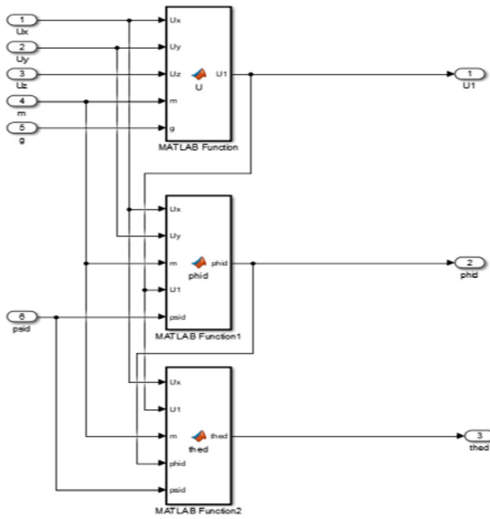 1
Ux
2
Uy
3
Uz
4
m
5
g
Ux
Uy
Uz
m
g
U
U1
MATLAB Function
1
U1
Ux
Uy
m
U1
psid
phid
phid
MATLAB Function1
2
phid
6
psid
Ux
U1
m
phid
psid
thed
thed
MATLAB Function2
3
thed